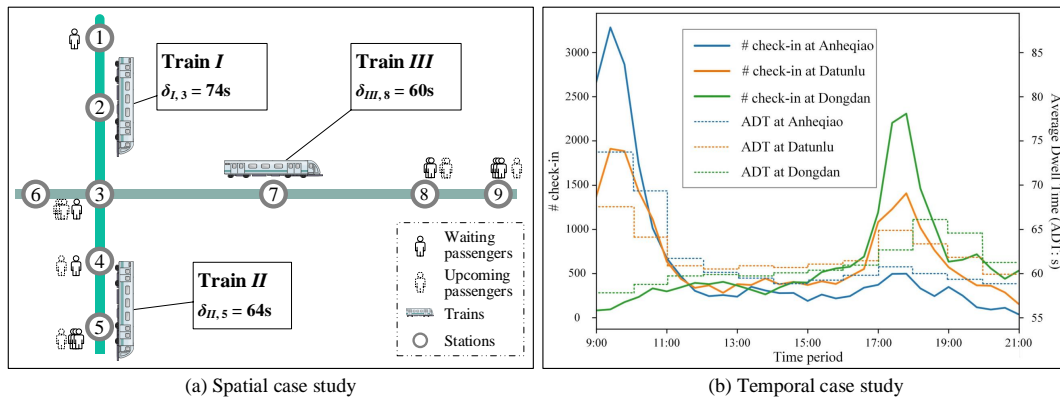 1
Train I
δI, 3 = 74s
2
Train III
δIII, 8 = 60s
6
3
7
8
9
4
Train II
δII, 5 = 64s
5
Waiting
passengers
Upcoming
passengers
Trains
Stations
(a) Spatial case study
# check-in
3000
2500
2000
1500
1000
500
0
# check-in at Anheqiao
# check-in at Datunlu
# check-in at Dongdan
ADT at Anheqiao
ADT at Datunlu
ADT at Dongdan
85
80
75
70
65
60
55
Average Dwell Time (ADT: s)
9:00
11:00
13:00
15:00
17:00
19:00
21:00
Time period
(b) Temporal case study